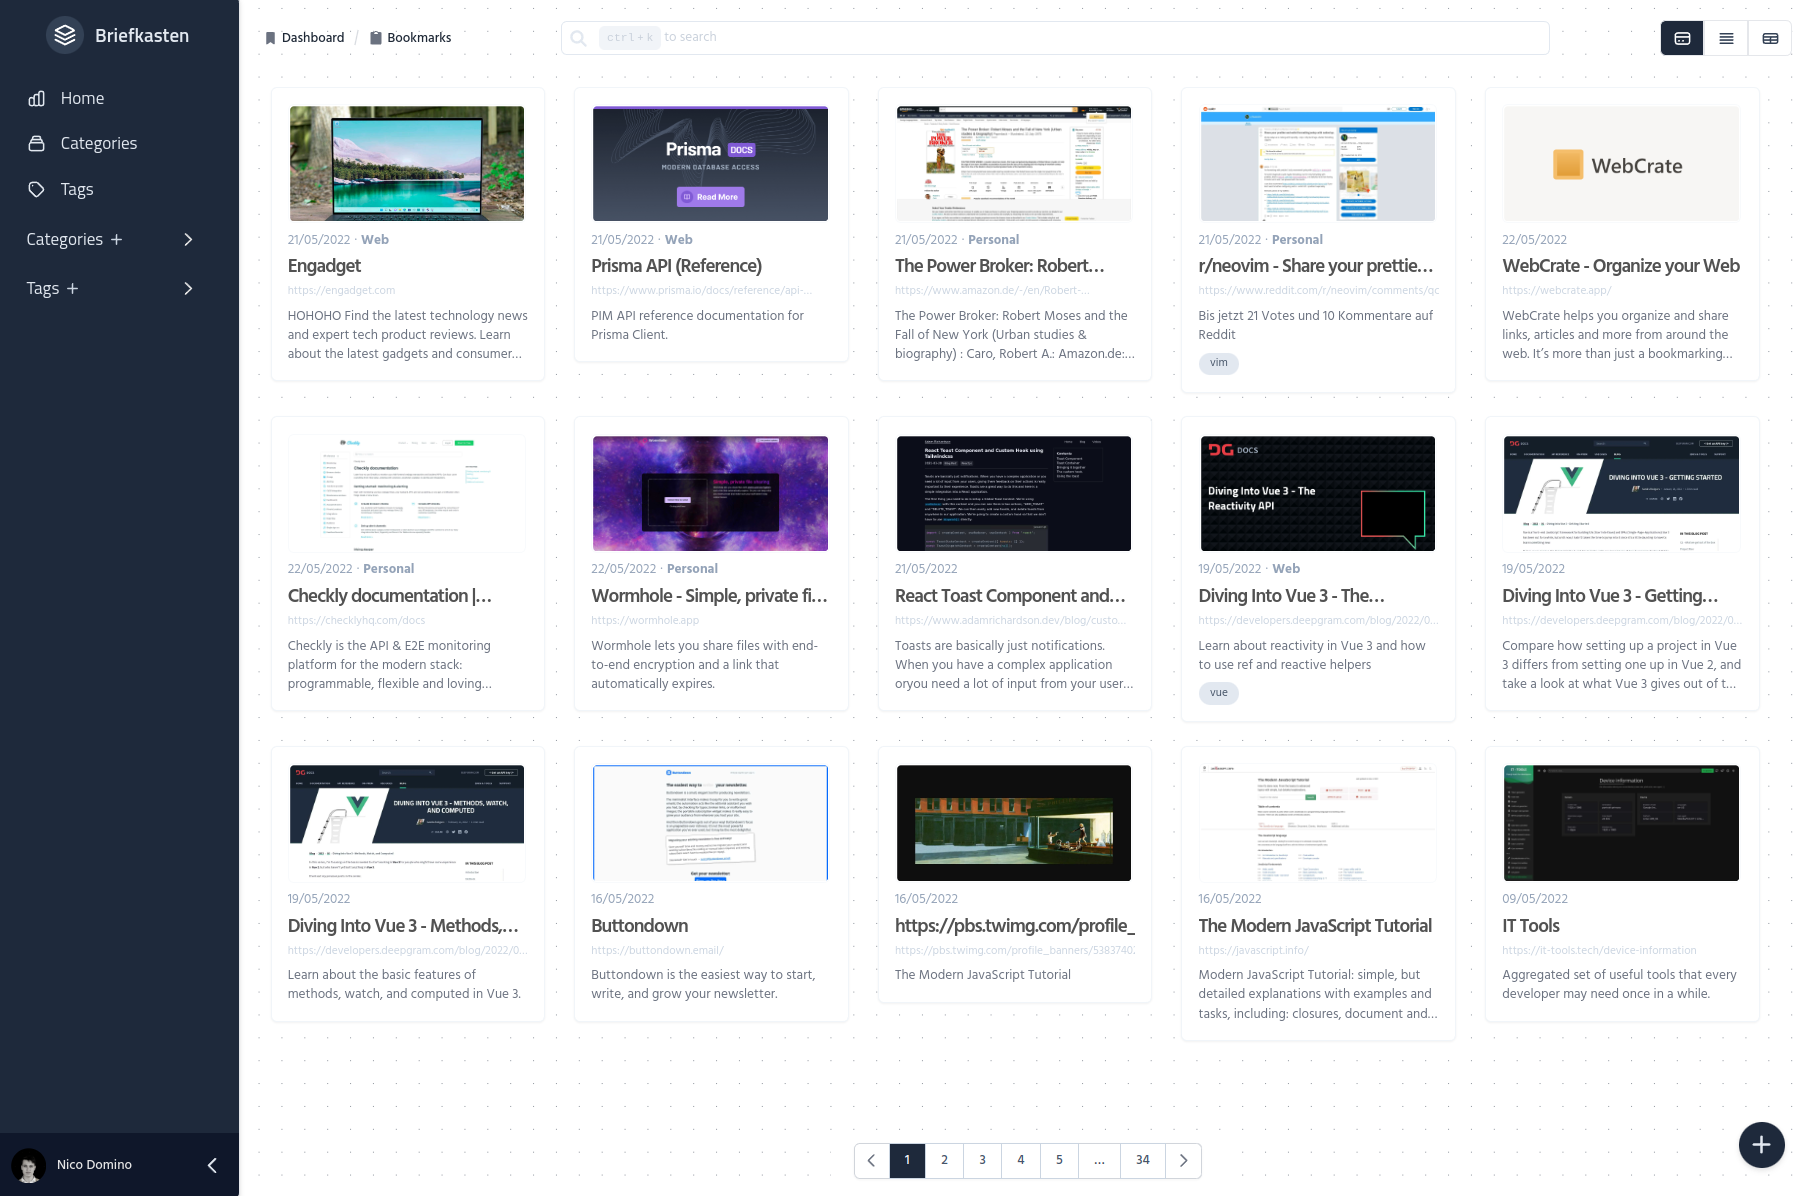 Briefkasten
Home
Categories
Tags
Categories +
Tags +
Nico Domino
Dashboard / Bookmarks
ctrl + k to search
21/05/2022 · Web
Engadget
https://engadget.com
HOHOHO Find the latest technology news
and expert tech product reviews. Learn
about the latest gadgets and consumer...
Prisma DOCS
MODERN DATABASE ACCESS
Read More
21/05/2022 · Web
Prisma API (Reference)
https://www.prisma.io/docs/reference/api-...
PIM API reference documentation for
Prisma Client.
21/05/2022 · Personal
The Power Broker: Robert...
https://www.amazon.de/-/en/Robert-...
The Power Broker: Robert Moses and the
Fall of New York (Urban studies &
biography) : Caro, Robert A.: Amazon.de:...
21/05/2022 · Personal
r/neovim - Share your prettie...
https://www.reddit.com/r/neovim/comments/qc
Bis jetzt 21 Votes und 10 Kommentare auf
Reddit
vim
WebCrate
22/05/2022
WebCrate - Organize your Web
https://webcrate.app/
WebCrate helps you organize and share
links, articles and more from around the
web. It’s more than just a bookmarking...
Checkly documentation
22/05/2022 · Personal
Checkly documentation |...
https://checklyhq.com/docs
Checkly is the API & E2E monitoring
platform for the modern stack:
programmable, flexible and loving...
22/05/2022 · Personal
Wormhole - Simple, private fi...
https://wormhole.app
Wormhole lets you share files with end-
to-end encryption and a link that
automatically expires.
React Toast Component and Custom Hook using
Tailwindcss
21/05/2022
React Toast Component and...
https://www.adamrichardson.dev/blog/custo...
Toasts are basically just notifications.
When you have a complex application
oryou need a lot of input from your user...
DG DOCS
Diving Into Vue 3 - The
Reactivity API
19/05/2022 · Web
Diving Into Vue 3 - The...
https://developers.deepgram.com/blog/2022/0...
Learn about reactivity in Vue 3 and how
to use ref and reactive helpers
vue
DIVING INTO VUE 3 - GETTING STARTED
19/05/2022
Diving Into Vue 3 - Getting...
https://developers.deepgram.com/blog/2022/0...
Compare how setting up a project in Vue
3 differs from setting one up in Vue 2, and
take a look at what Vue 3 gives out of t...
DIVING INTO VUE 3 - METHODS, WATCH,
AND COMPUTED
19/05/2022
Diving Into Vue 3 - Methods,...
https://developers.deepgram.com/blog/2022/0...
Learn about the basic features of
methods, watch, and computed in Vue 3.
16/05/2022
Buttondown
https://buttondown.email/
Buttondown is the easiest way to start,
write, and grow your newsletter.
16/05/2022
https://pbs.twimg.com/profile_
https://pbs.twimg.com/profile_banners/5383740.
The Modern JavaScript Tutorial
16/05/2022
The Modern JavaScript Tutorial
https://javascript.info/
Modern JavaScript Tutorial: simple, but
detailed explanations with examples and
tasks, including: closures, document and...
Device information
09/05/2022
IT Tools
https://it-tools.tech/device-information
Aggregated set of useful tools that every
developer may need once in a while.
1 2 3 4 5 ... 34